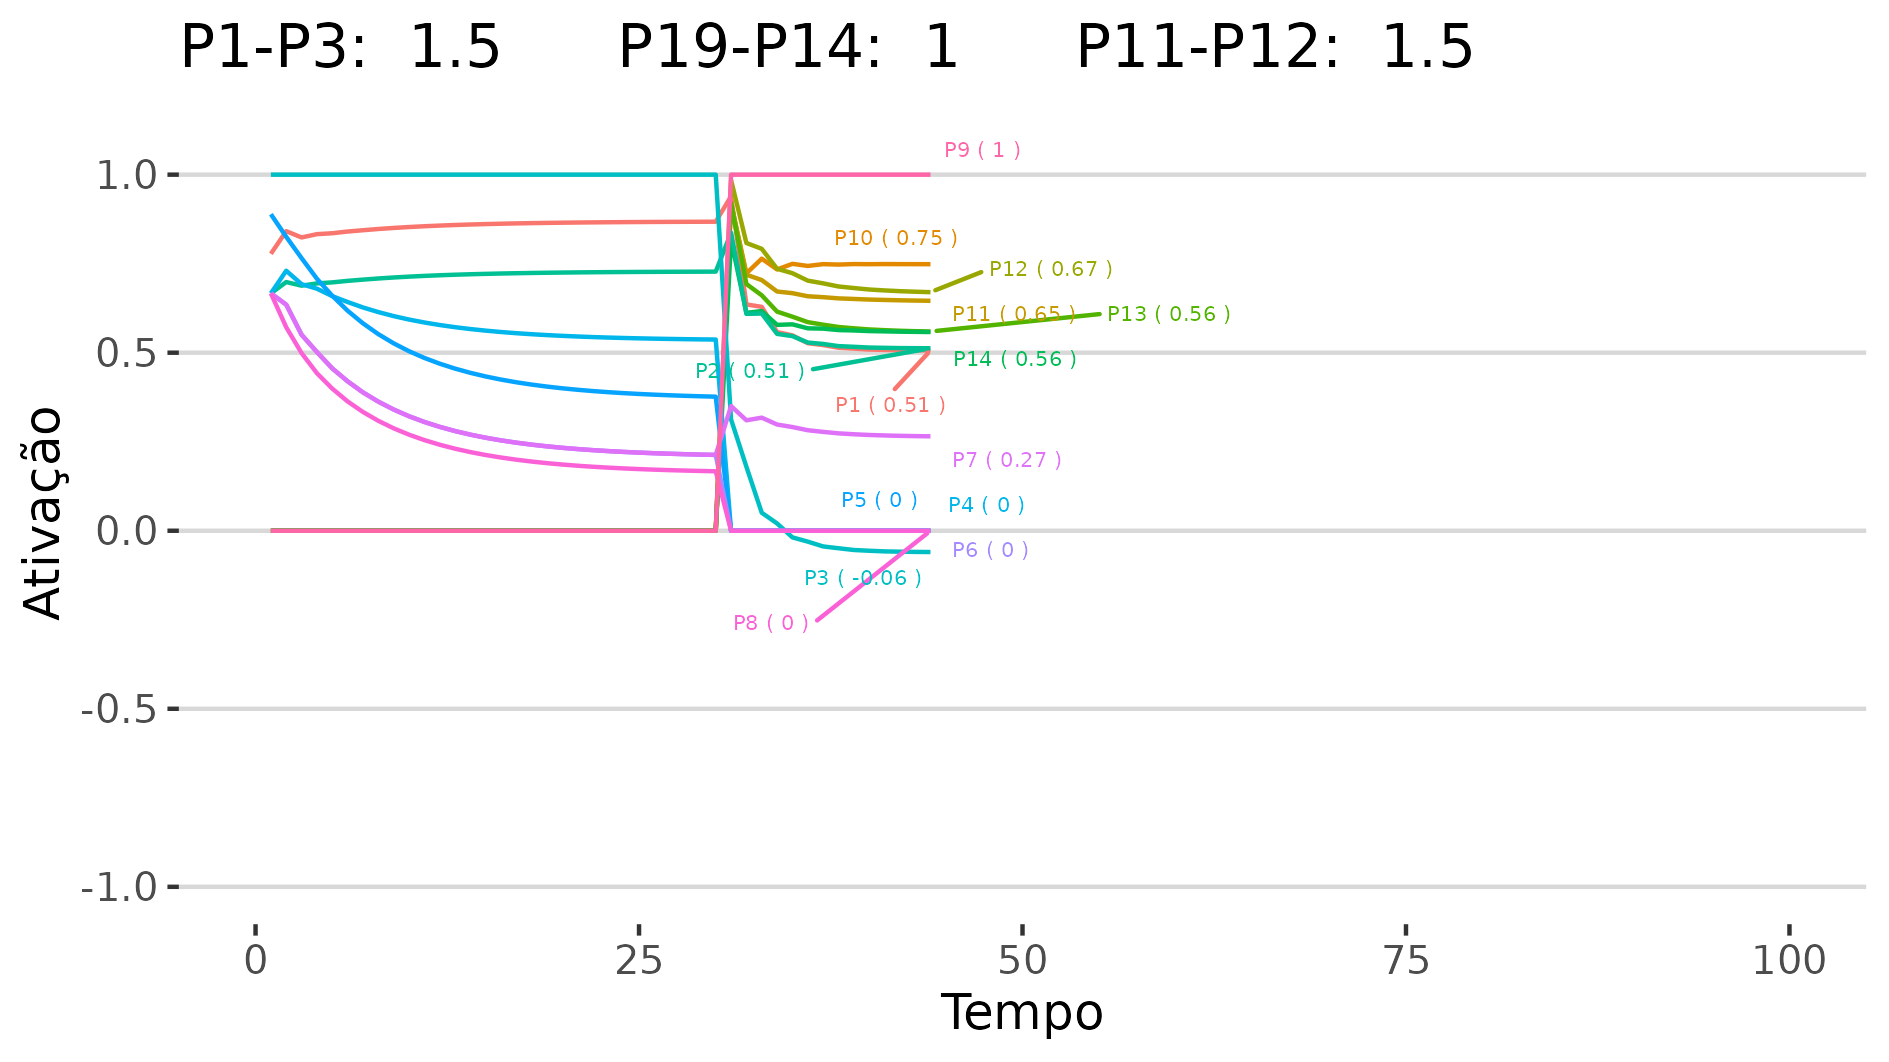 P1-P3: 1.5 P19-P14: 1 P11-P12: 1.5
P9 ( 1 )
1.0
P10 ( 0.75 )
P12 ( 0.67 )
P11 ( 0.65 )
P13 ( 0.56 )
0.5
P14 ( 0.56 )
P2 ( 0.51 )
P1 ( 0.51 )
P7 ( 0.27 )
P5 ( 0 )
P4 ( 0 )
0.0
P6 ( 0 )
P3 ( -0.06 )
P8 ( 0 )
-0.5
-1.0
Ativação
0 25 50 75 100
Tempo